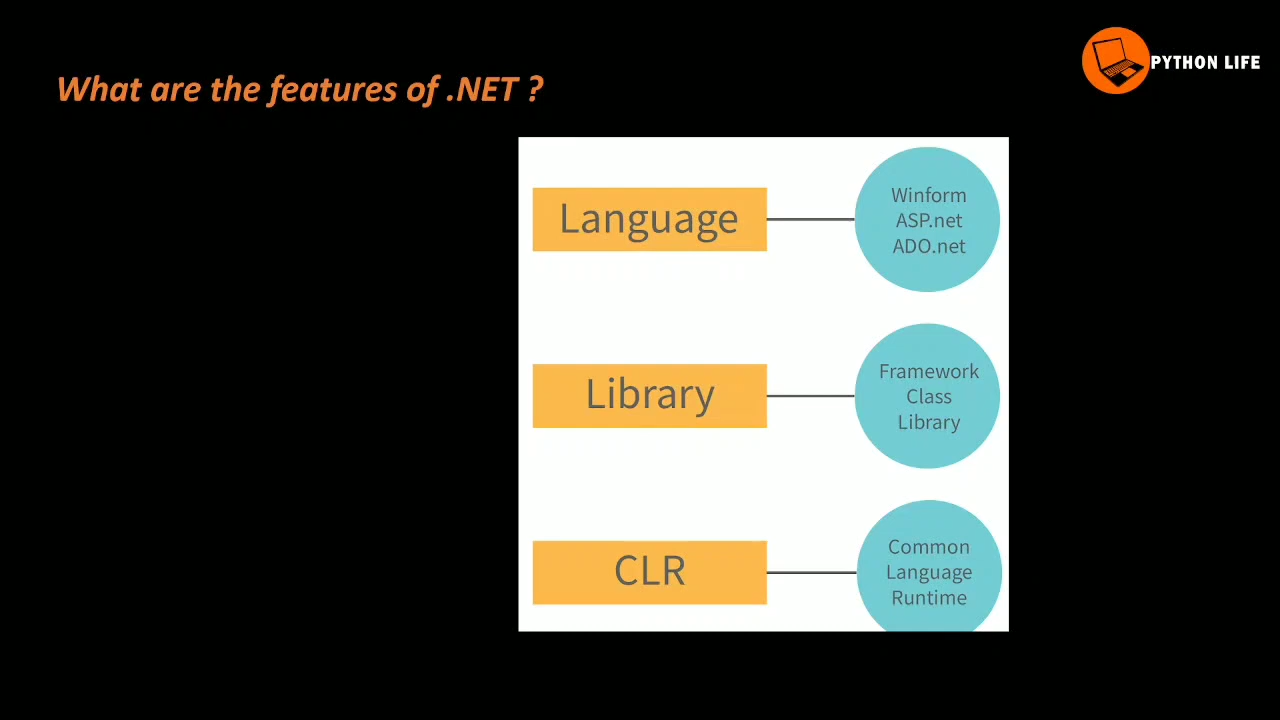 PYTHON LIFE
What are the features of .NET ?
Language
Winform
ASP.net
ADO.net
Library
Framework
Class
Library
CLR
Common
Language
Runtime